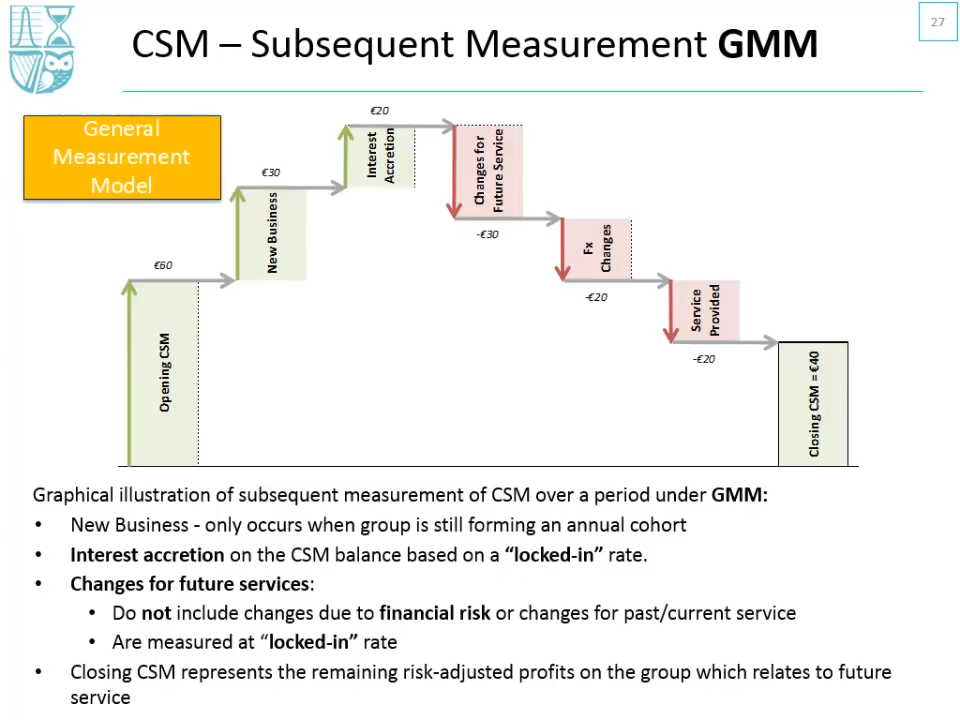 27
CSM – Subsequent Measurement GMM
General
Measurement
Model
€60
€30
€20
-€30
-€20
-€20
Opening CSM
New Business
Interest
Accretion
Changes for
Future Service
Fx
Changes
Service
Provided
Closing CSM = €40
Graphical illustration of subsequent measurement of CSM over a period under GMM:
• New Business - only occurs when group is still forming an annual cohort
• Interest accretion on the CSM balance based on a “locked-in” rate.
• Changes for future services:
• Do not include changes due to financial risk or changes for past/current service
• Are measured at “locked-in” rate
• Closing CSM represents the remaining risk-adjusted profits on the group which relates to future
service